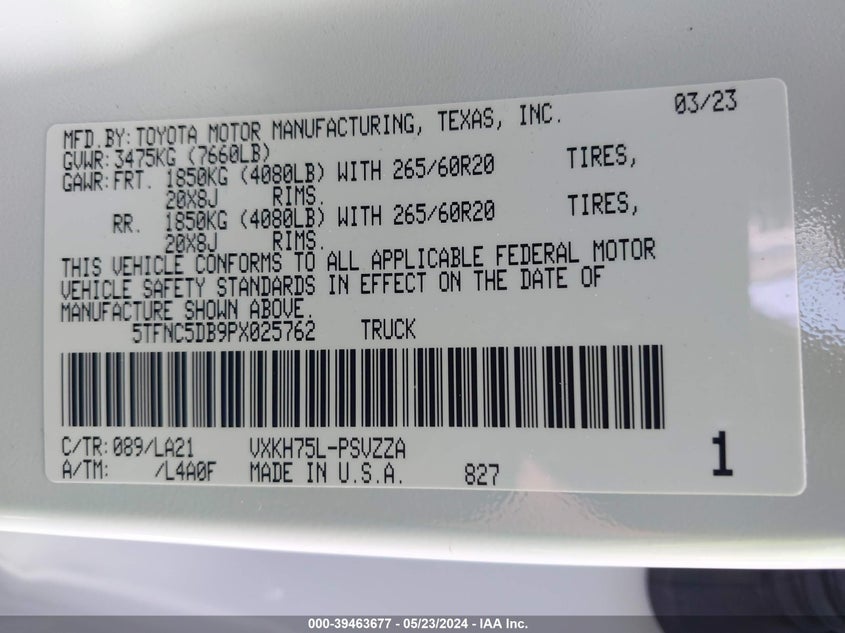 03/23
MFD.BY:TOYOTA MOTOR MANUFACTURING, TEXAS, INC.
GVWR:3475KG (7660LB)
GAWR:FRT. 1850KG (4080LB) WITH 265/60R20 TIRES,
20X8J RIMS.
RR. 1850KG (4080LB) WITH 265/60R20 TIRES,
20X8J RIMS.
THIS VEHICLE CONFORMS TO ALL APPLICABLE FEDERAL MOTOR
VEHICLE SAFETY STANDARDS IN EFFECT ON THE DATE OF
MANUFACTURE SHOWN ABOVE.
5TFNC5DB9PX025762 TRUCK
C/TR:089/LA21 VXKH75L-PSVZZA
A/TM: /L4A0F MADE IN U.S.A. 827 1
000-39463677 - 05/23/2024 - IAA Inc.